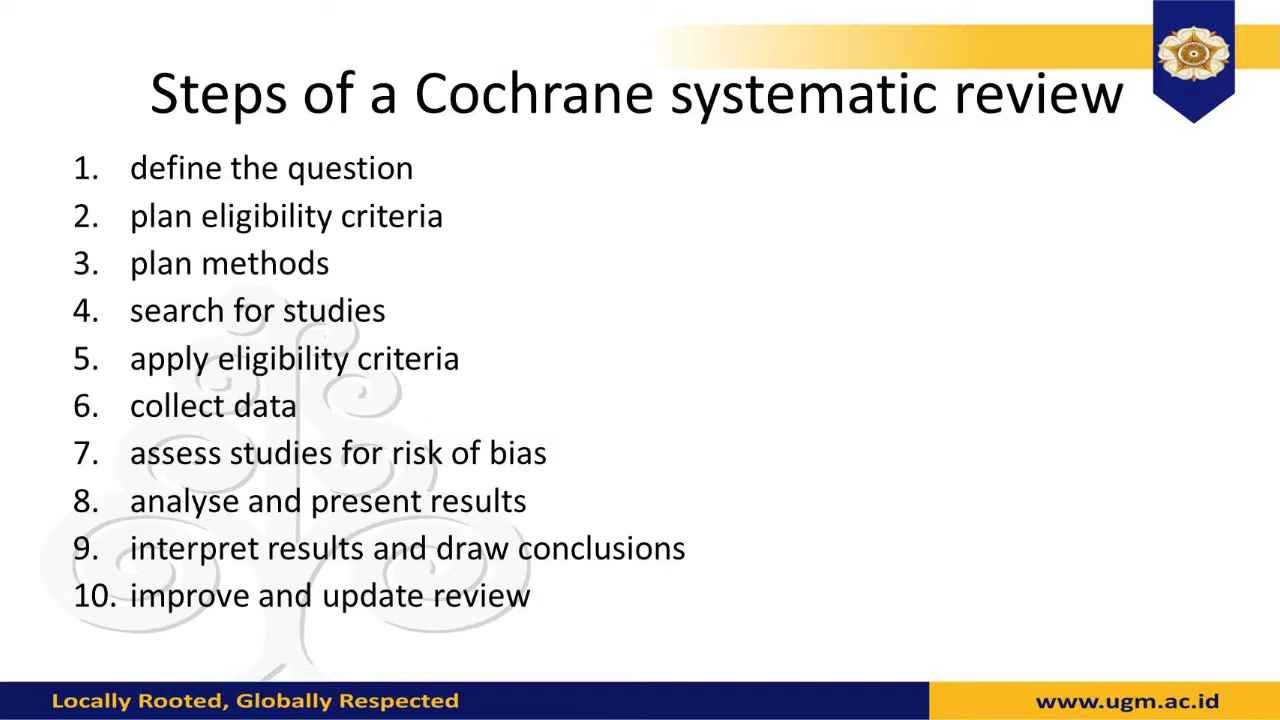 Steps of a Cochrane systematic review
1. define the question
2. plan eligibility criteria
3. plan methods
4. search for studies
5. apply eligibility criteria
6. collect data
7. assess studies for risk of bias
8. analyse and present results
9. interpret results and draw conclusions
10. improve and update review
Locally Rooted, Globally Respected
www.ugm.ac.id